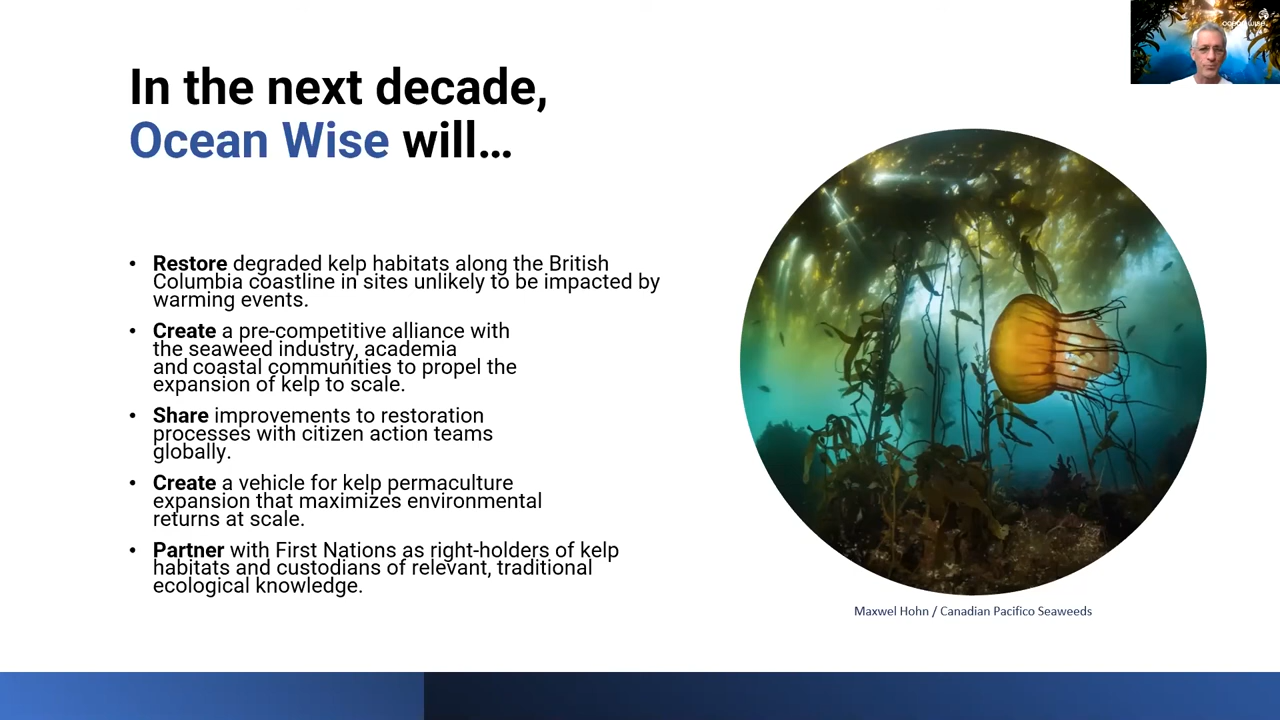 In the next decade,
Ocean Wise will…
• Restore degraded kelp habitats along the British
Columbia coastline in sites unlikely to be impacted by
warming events.
• Create a pre-competitive alliance with
the seaweed industry, academia
and coastal communities to propel the
expansion of kelp to scale.
• Share improvements to restoration
processes with citizen action teams
globally.
• Create a vehicle for kelp permaculture
expansion that maximizes environmental
returns at scale.
• Partner with First Nations as right-holders of kelp
habitats and custodians of relevant, traditional
ecological knowledge.
Maxwel Hohn / Canadian Pacifico Seaweeds